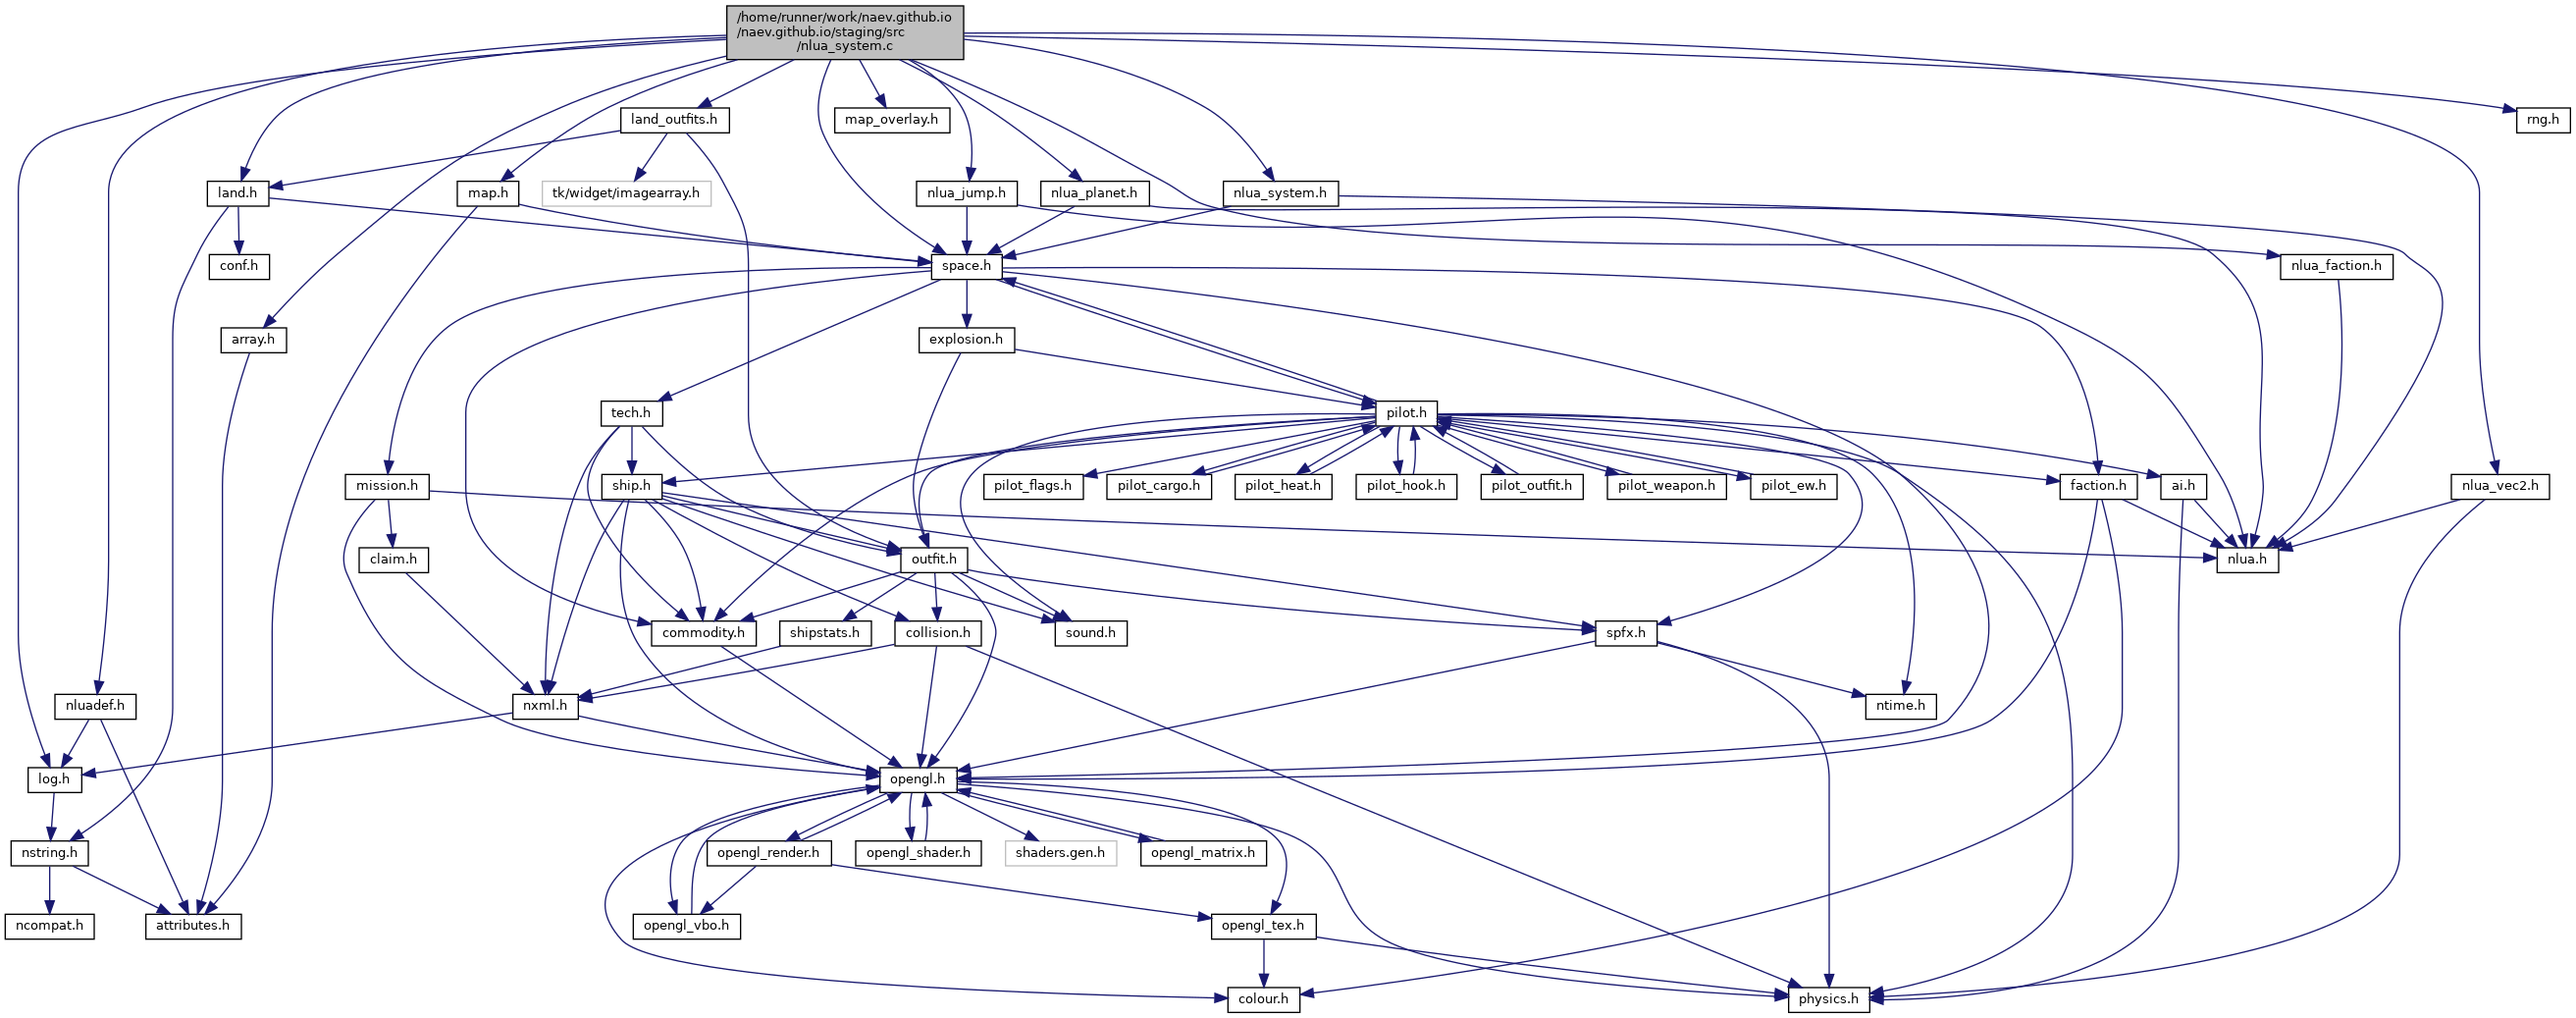 /home/runner/work/naev.github.io
/naev.github.io/staging/src
/nlua_system.c
land_outfits.h
map_overlay.h
rng.h
land.h
map.h
tk/widget/imagearray.h
nlua_jump.h
nlua_planet.h
nlua_system.h
conf.h
space.h
nlua_faction.h
array.h
explosion.h
tech.h
pilot.h
mission.h
ship.h
pilot_flags.h
pilot_cargo.h
pilot_heat.h
pilot_hook.h
pilot_outfit.h
pilot_weapon.h
pilot_ew.h
faction.h
ai.h
nlua_vec2.h
claim.h
outfit.h
nlua.h
commodity.h
shipstats.h
collision.h
sound.h
spfx.h
nluadef.h
nxml.h
ntime.h
log.h
opengl.h
nstring.h
opengl_render.h
opengl_shader.h
shaders.gen.h
opengl_matrix.h
ncompat.h
attributes.h
opengl_vbo.h
opengl_tex.h
colour.h
physics.h